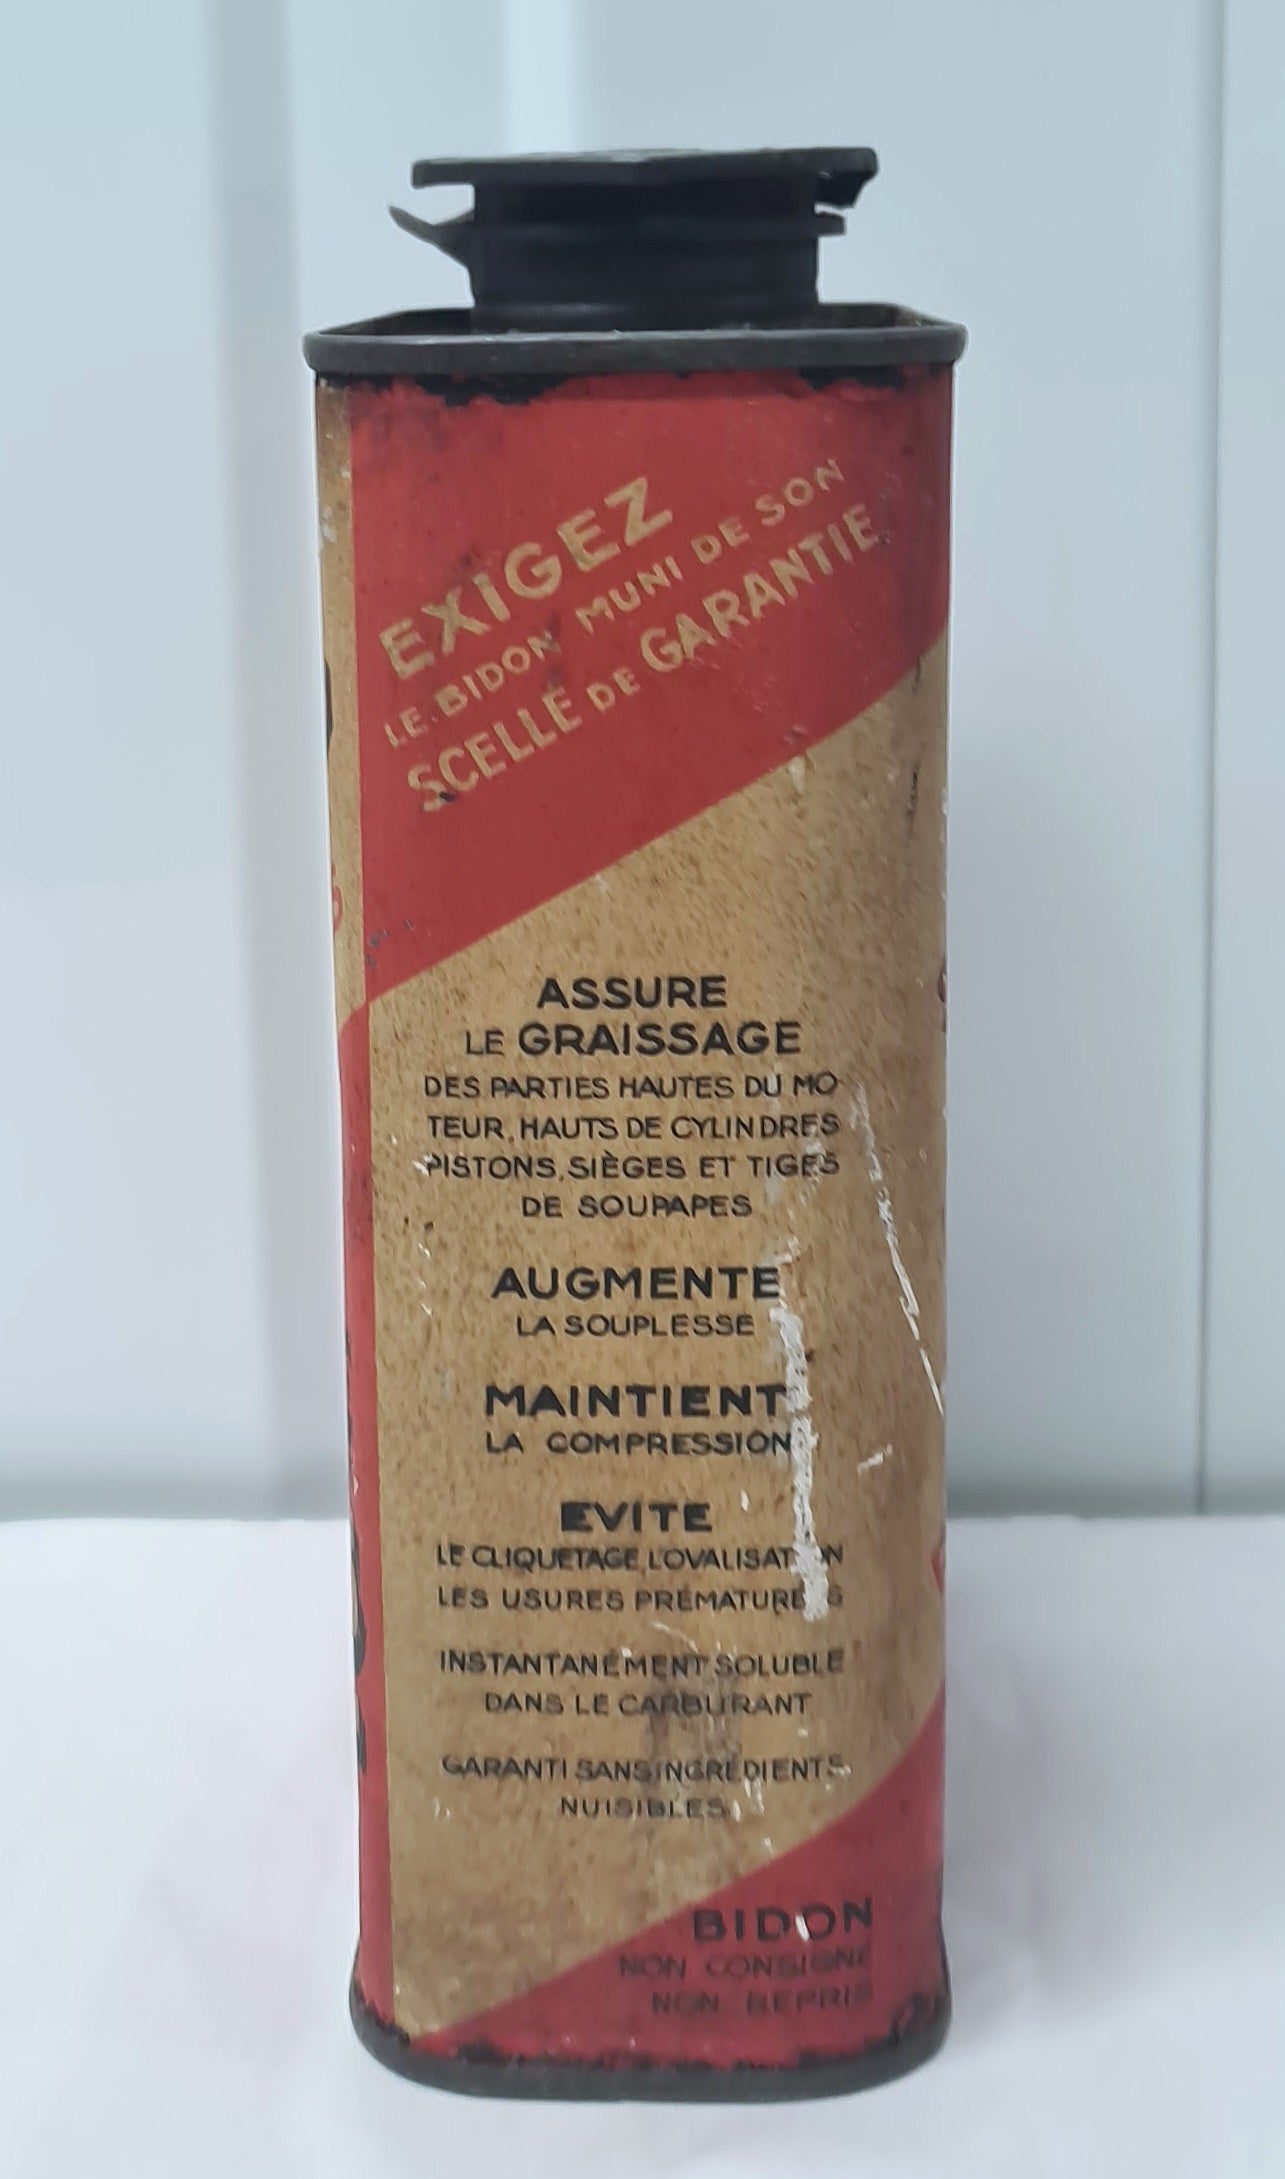 EXIGEZ
LE BIDON MUNI DE SON
SCELLÉ DE GARANTIE
ASSURE
LE GRAISSAGE
DES PARTIES HAUTES DU MO
TEUR, HAUTS DE CYLINDRES
PISTONS, SIÈGES ET TIGES
DE SOUPAPES
AUGMENTE
LA SOUPLESSE
MAINTIENT
LA COMPRESSION
EVITE
LE CLIQUETAGE, L'OVALISATION
LES USURES PRÉMATURÉES
INSTANTANÉMENT SOLUBLE
DANS LE CARBURANT
GARANTI SANS INGRÉDIENTS
NUISIBLES
BIDON
NON CONSIGNÉ
NON REPRIS